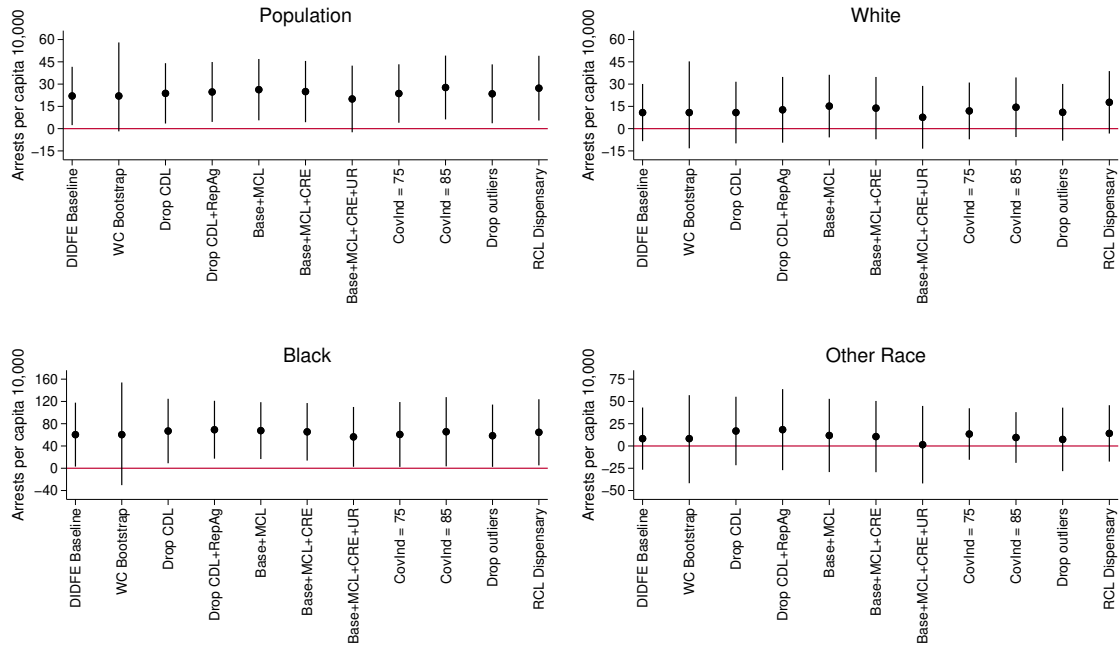 Population
Arrests per capita 10,000
60
45
30
15
0
−15
DIDFE Baseline
WC Bootstrap
Drop CDL
Drop CDL+RepAg
Base+MCL
Base+MCL+CRE
Base+MCL+CRE+UR
CovInd = 75
CovInd = 85
Drop outliers
RCL Dispensary
White
Arrests per capita 10,000
60
45
30
15
0
−15
DIDFE Baseline
WC Bootstrap
Drop CDL
Drop CDL+RepAg
Base+MCL
Base+MCL+CRE
Base+MCL+CRE+UR
CovInd = 75
CovInd = 85
Drop outliers
RCL Dispensary
Black
Arrests per capita 10,000
160
120
80
40
0
−40
DIDFE Baseline
WC Bootstrap
Drop CDL
Drop CDL+RepAg
Base+MCL
Base+MCL+CRE
Base+MCL+CRE+UR
CovInd = 75
CovInd = 85
Drop outliers
RCL Dispensary
Other Race
Arrests per capita 10,000
75
50
25
0
−25
−50
DIDFE Baseline
WC Bootstrap
Drop CDL
Drop CDL+RepAg
Base+MCL
Base+MCL+CRE
Base+MCL+CRE+UR
CovInd = 75
CovInd = 85
Drop outliers
RCL Dispensary